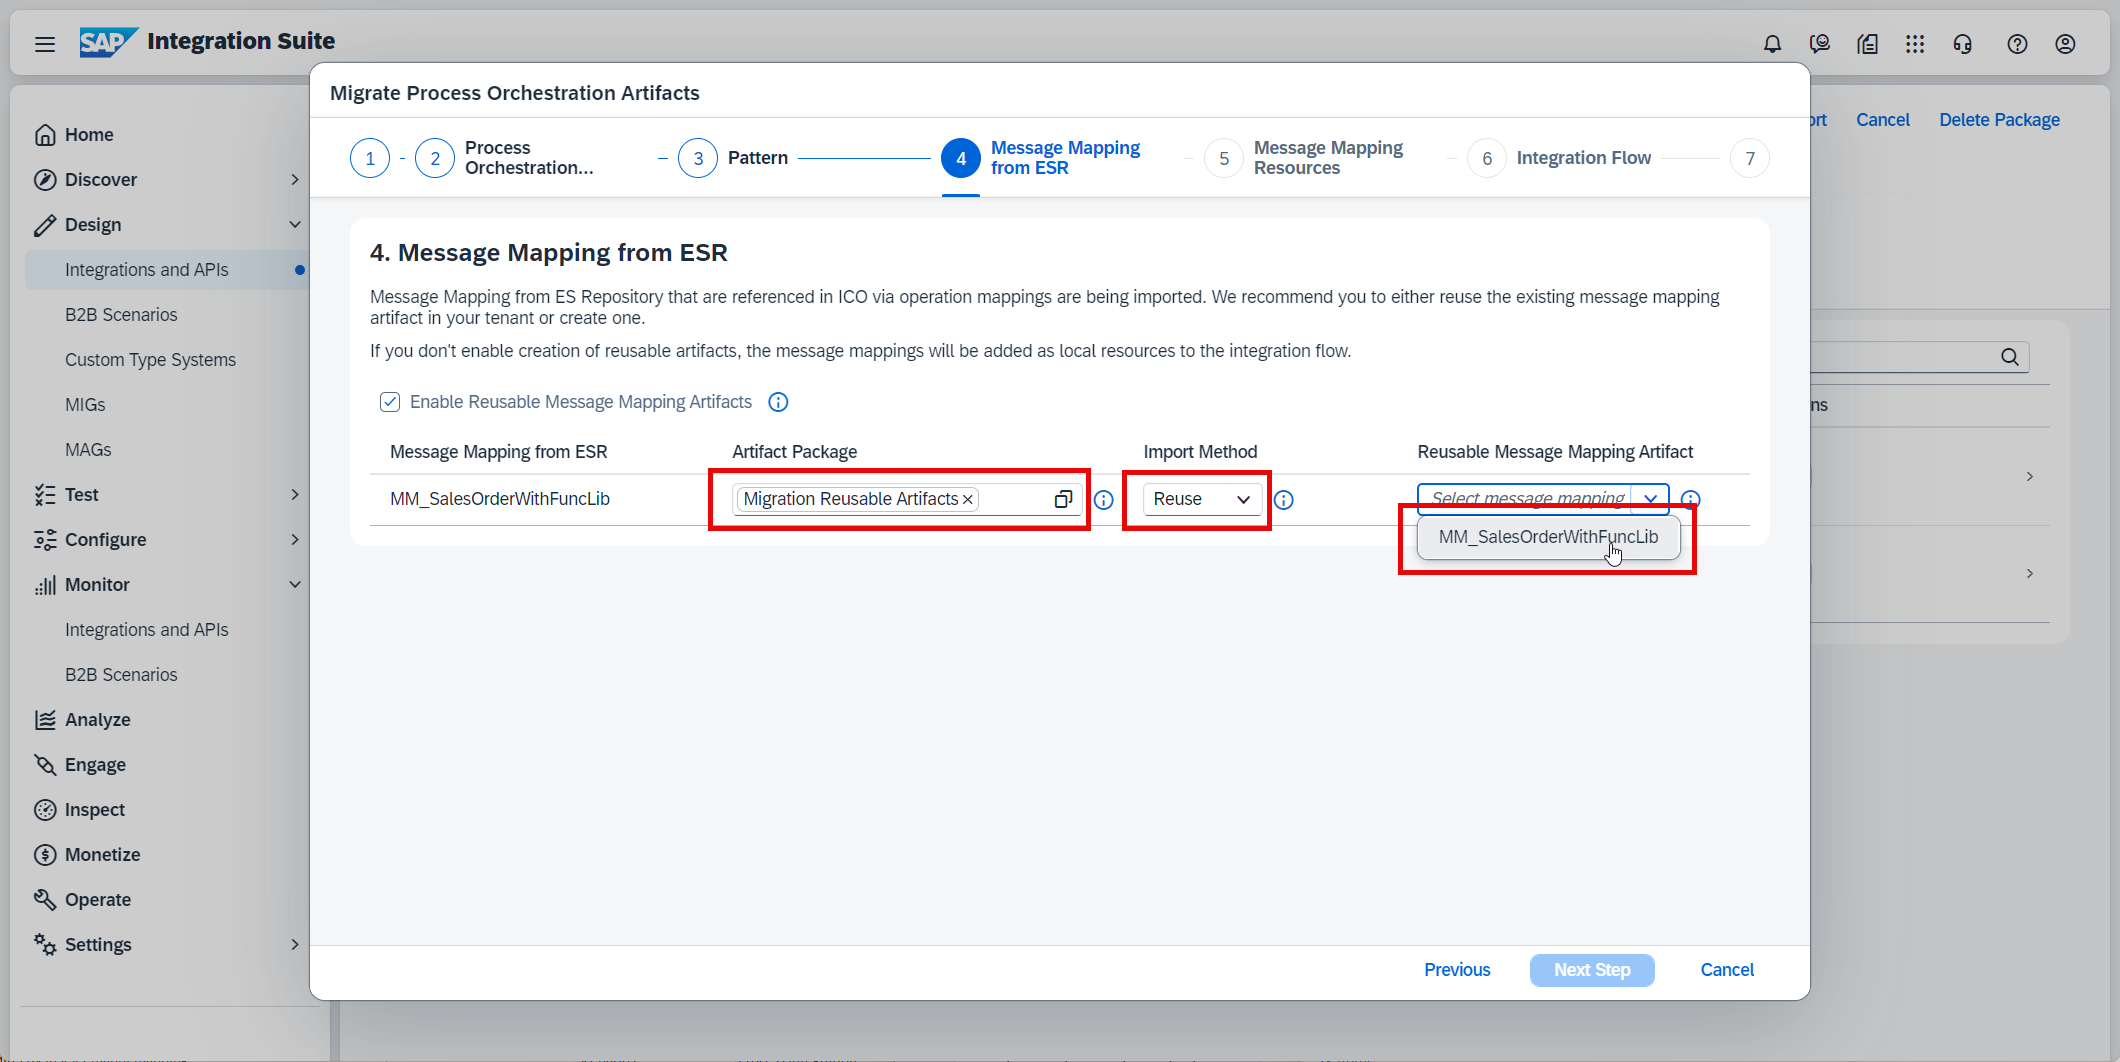 SAP Integration Suite
Migrate Process Orchestration Artifacts
ort Cancel Delete Package
1 2 Process Orchestration... 3 Pattern 4 Message Mapping from ESR 5 Message Mapping Resources 6 Integration Flow 7
Home
Discover
Design
Integrations and APIs
B2B Scenarios
Custom Type Systems
MIGs
MAGs
Test
Configure
Monitor
Integrations and APIs
B2B Scenarios
Analyze
Engage
Inspect
Monetize
Operate
Settings
4. Message Mapping from ESR
Message Mapping from ES Repository that are referenced in ICO via operation mappings are being imported. We recommend you to either reuse the existing message mapping
artifact in your tenant or create one.
If you don't enable creation of reusable artifacts, the message mappings will be added as local resources to the integration flow.
Enable Reusable Message Mapping Artifacts
Message Mapping from ESR Artifact Package Import Method Reusable Message Mapping Artifact
MM_SalesOrderWithFuncLib Migration Reusable Artifacts Reuse Select message mapping
MM_SalesOrderWithFuncLib
ns
Previous Next Step Cancel